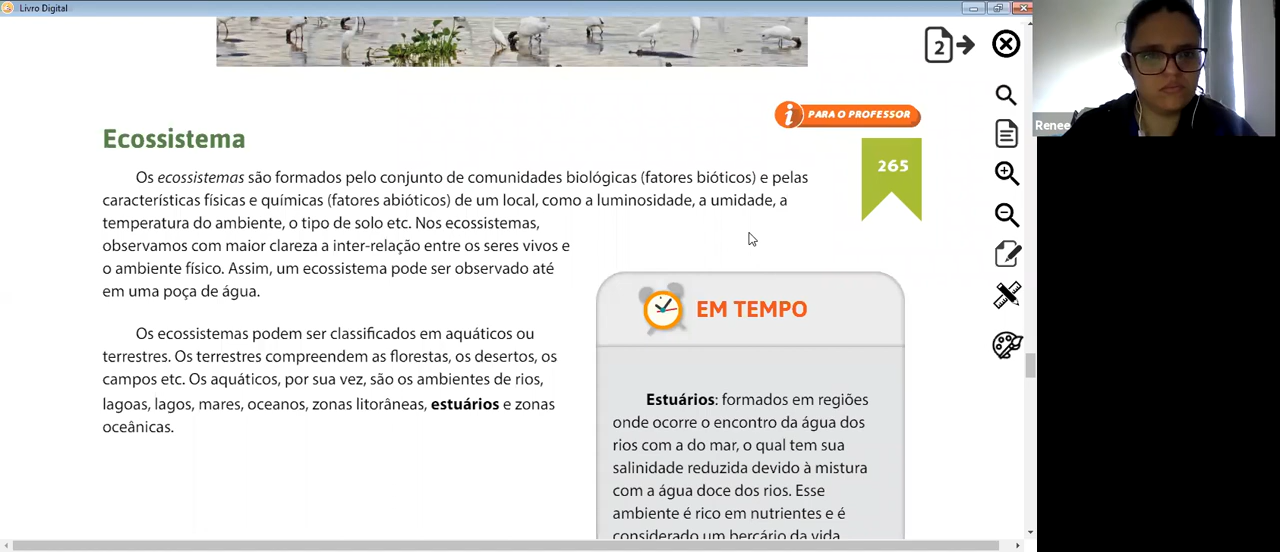 Livro Digital
2
PARA O PROFESSOR
Renee
Ecossistema
265
Os ecossistemas são formados pelo conjunto de comunidades biológicas (fatores bióticos) e pelas
características físicas e químicas (fatores abióticos) de um local, como a luminosidade, a umidade, a
temperatura do ambiente, o tipo de solo etc. Nos ecossistemas,
observamos com maior clareza a inter-relação entre os seres vivos e
o ambiente físico. Assim, um ecossistema pode ser observado até
em uma poça de água.
Os ecossistemas podem ser classificados em aquáticos ou
terrestres. Os terrestres compreendem as florestas, os desertos, os
campos etc. Os aquáticos, por sua vez, são os ambientes de rios,
lagoas, lagos, mares, oceanos, zonas litorâneas, estuários e zonas
oceânicas.
EM TEMPO
Estuários: formados em regiões
onde ocorre o encontro da água dos
rios com a do mar, o qual tem sua
salinidade reduzida devido à mistura
com a água doce dos rios. Esse
ambiente é rico em nutrientes e é
considerado um berçário da vida